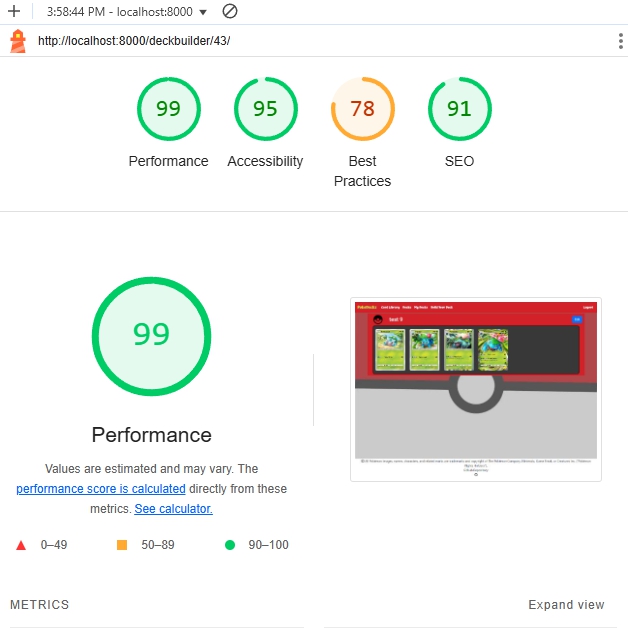 3:58:44 PM - localhost:8000
http://localhost:8000/deckbuilder/43/
99
95
78
91
Performance
Accessibility
Best
Practices
SEO
99
Performance
Values are estimated and may vary. The
performance score is calculated directly from these
metrics. See calculator.
0–49
50–89
90–100
METRICS
Expand view